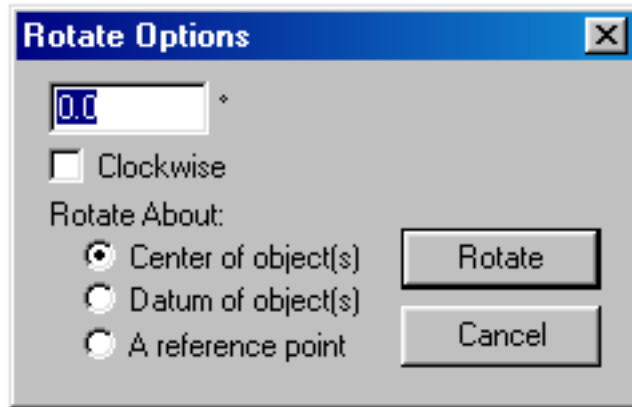 Rotate Options
0.0 °
Clockwise
Rotate About:
Center of object(s)
Datum of object(s)
A reference point
Rotate
Cancel